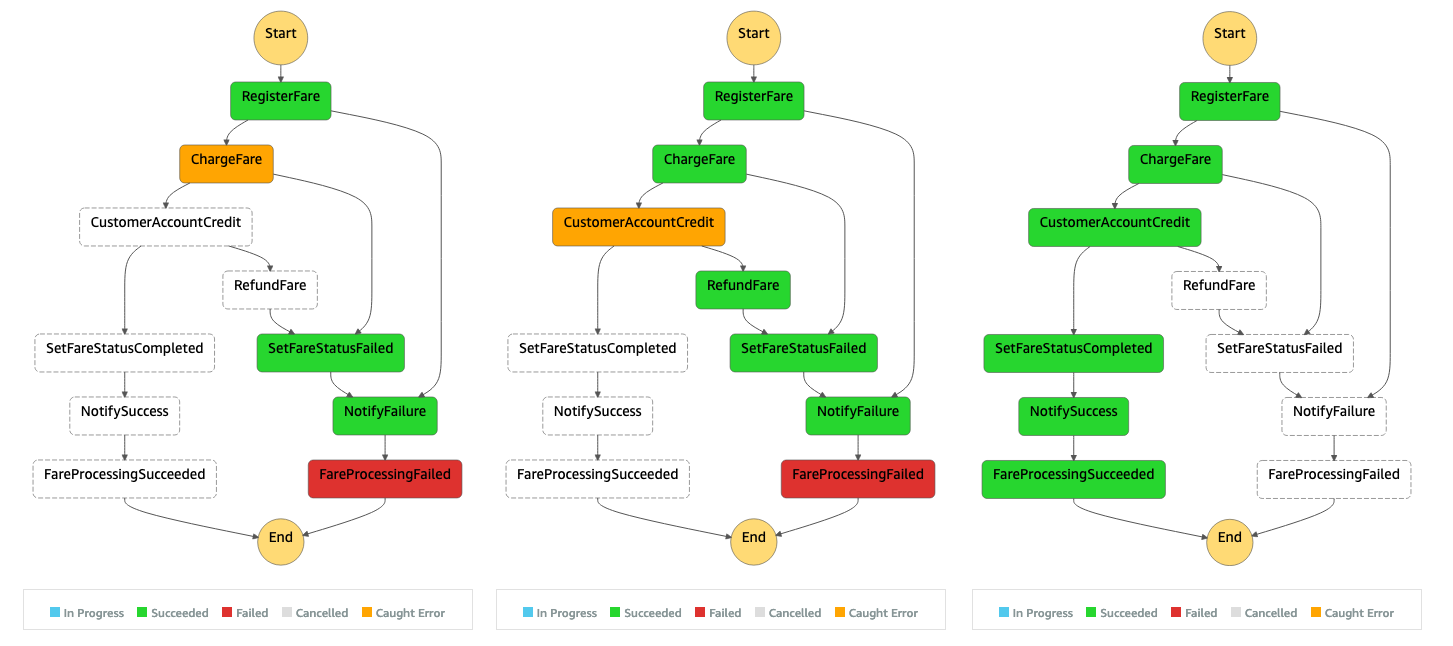 Start
RegisterFare
ChargeFare
CustomerAccountCredit
RefundFare
SetFareStatusCompleted
SetFareStatusFailed
NotifySuccess
NotifyFailure
FareProcessingSucceeded
FareProcessingFailed
End
In Progress Succeeded Failed Cancelled Caught Error
Start
RegisterFare
ChargeFare
CustomerAccountCredit
RefundFare
SetFareStatusCompleted
SetFareStatusFailed
NotifySuccess
NotifyFailure
FareProcessingSucceeded
FareProcessingFailed
End
In Progress Succeeded Failed Cancelled Caught Error
Start
RegisterFare
ChargeFare
CustomerAccountCredit
RefundFare
SetFareStatusCompleted
SetFareStatusFailed
NotifySuccess
NotifyFailure
FareProcessingSucceeded
FareProcessingFailed
End
In Progress Succeeded Failed Cancelled Caught Error